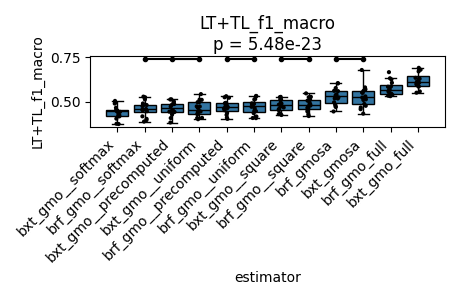 LT+TL_f1_macro
p = 5.48e-23
LT+TL_f1_macro
0.75
0.50
bxt_gmo__softmax
brf_gmo__softmax
bxt_gmo__precomputed
bxt_gmo__uniform
brf_gmo__precomputed
brf_gmo__uniform
bxt_gmo__square
brf_gmo__square
brf_gmosa
bxt_gmosa
brf_gmo_full
bxt_gmo_full
estimator